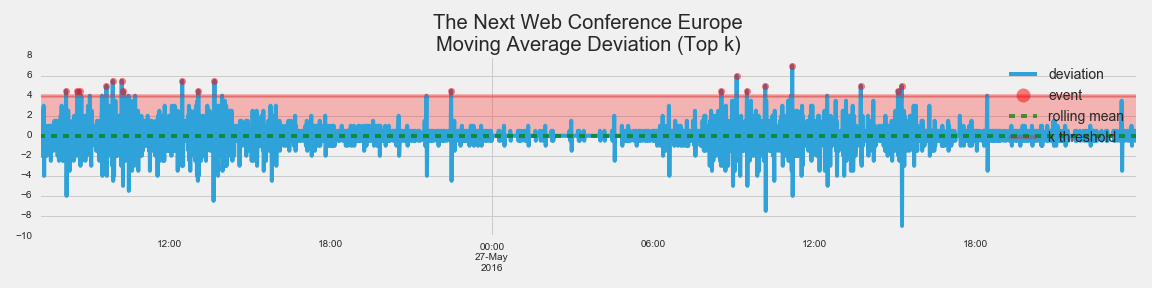 The Next Web Conference Europe
Moving Average Deviation (Top k)
8
6
4
2
0
−2
−4
−6
−8
−10
deviation
event
rolling mean
k threshold
12:00
18:00
00:00
27-May
2016
06:00
12:00
18:00